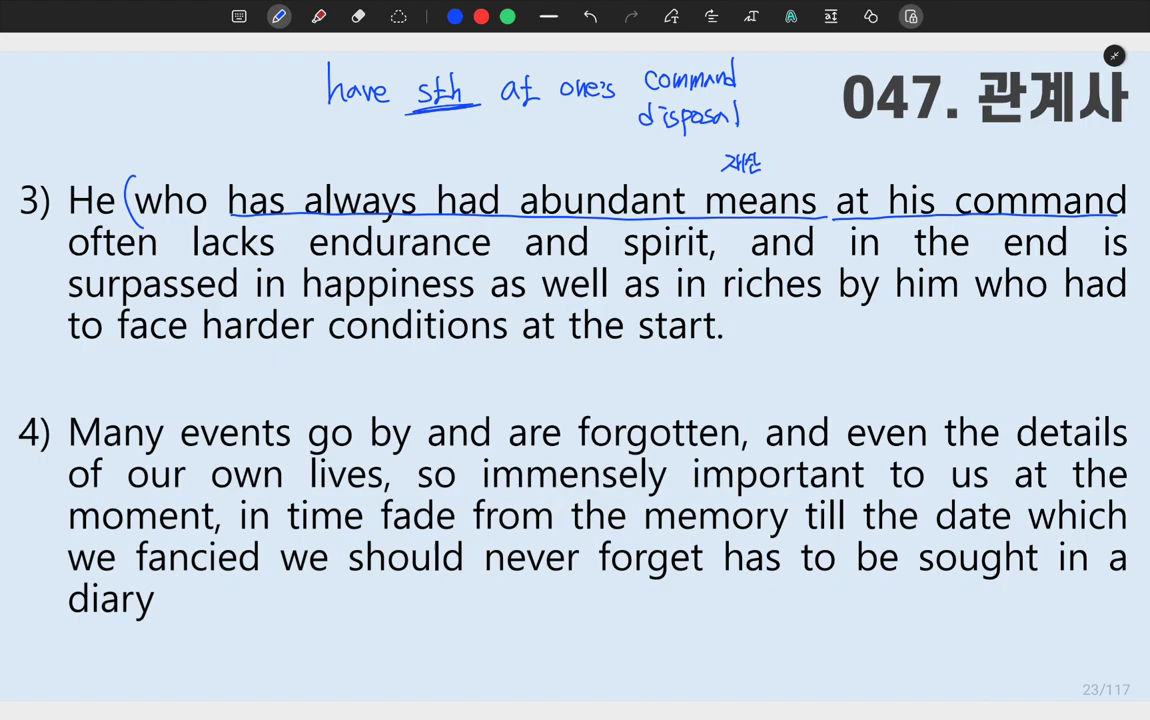 have sth at one's command
disposal
047. 관계사
재산
3) He (who has always had abundant means at his command
often lacks endurance and spirit, and in the end is
surpassed in happiness as well as in riches by him who had
to face harder conditions at the start.
4) Many events go by and are forgotten, and even the details
of our own lives, so immensely important to us at the
moment, in time fade from the memory till the date which
we fancied we should never forget has to be sought in a
diary
23/117